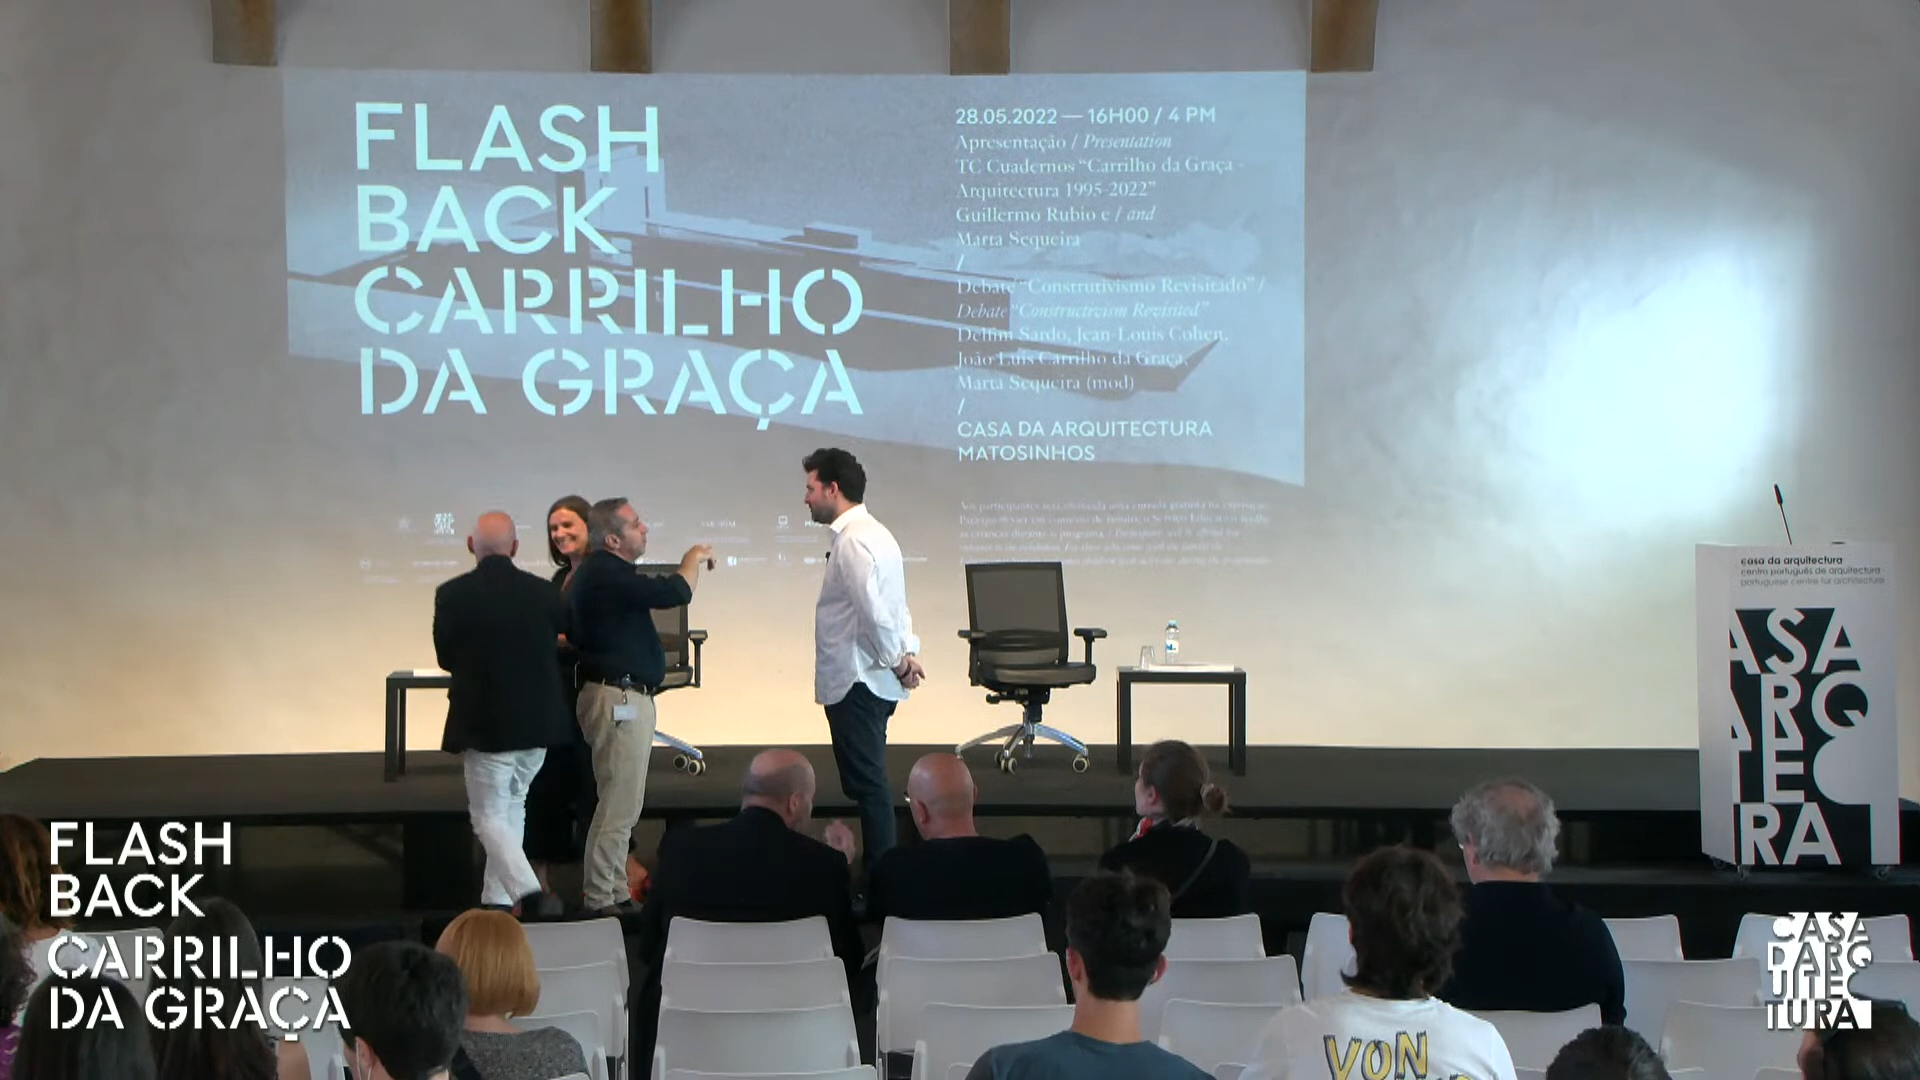 FLASH
BACK
CARRILHO
DA GRAÇA
28.05.2022 — 16H00 / 4 PM
Apresentação / Presentation
TC Cuadernos “Carrilho da Graça -
Arquitectura 1995-2022”
Guillermo Rubio e / and
Marta Sequeira
/
Debate “Construtivismo Revisitado” /
Debate “Constructivism Revisited”
Delfim Sardo, Jean-Louis Cohen,
João Luís Carrilho da Graça,
Marta Sequeira (mod)
/
CASA DA ARQUITECTURA
MATOSINHOS
casa da arquitectura
centro português de arquitectura
portuguese centre for architecture
ASA
ARQ
TE
RA
FLASH
BACK
CARRILHO
DA GRAÇA
CASA
DARQ
UITEC
TURA
VON